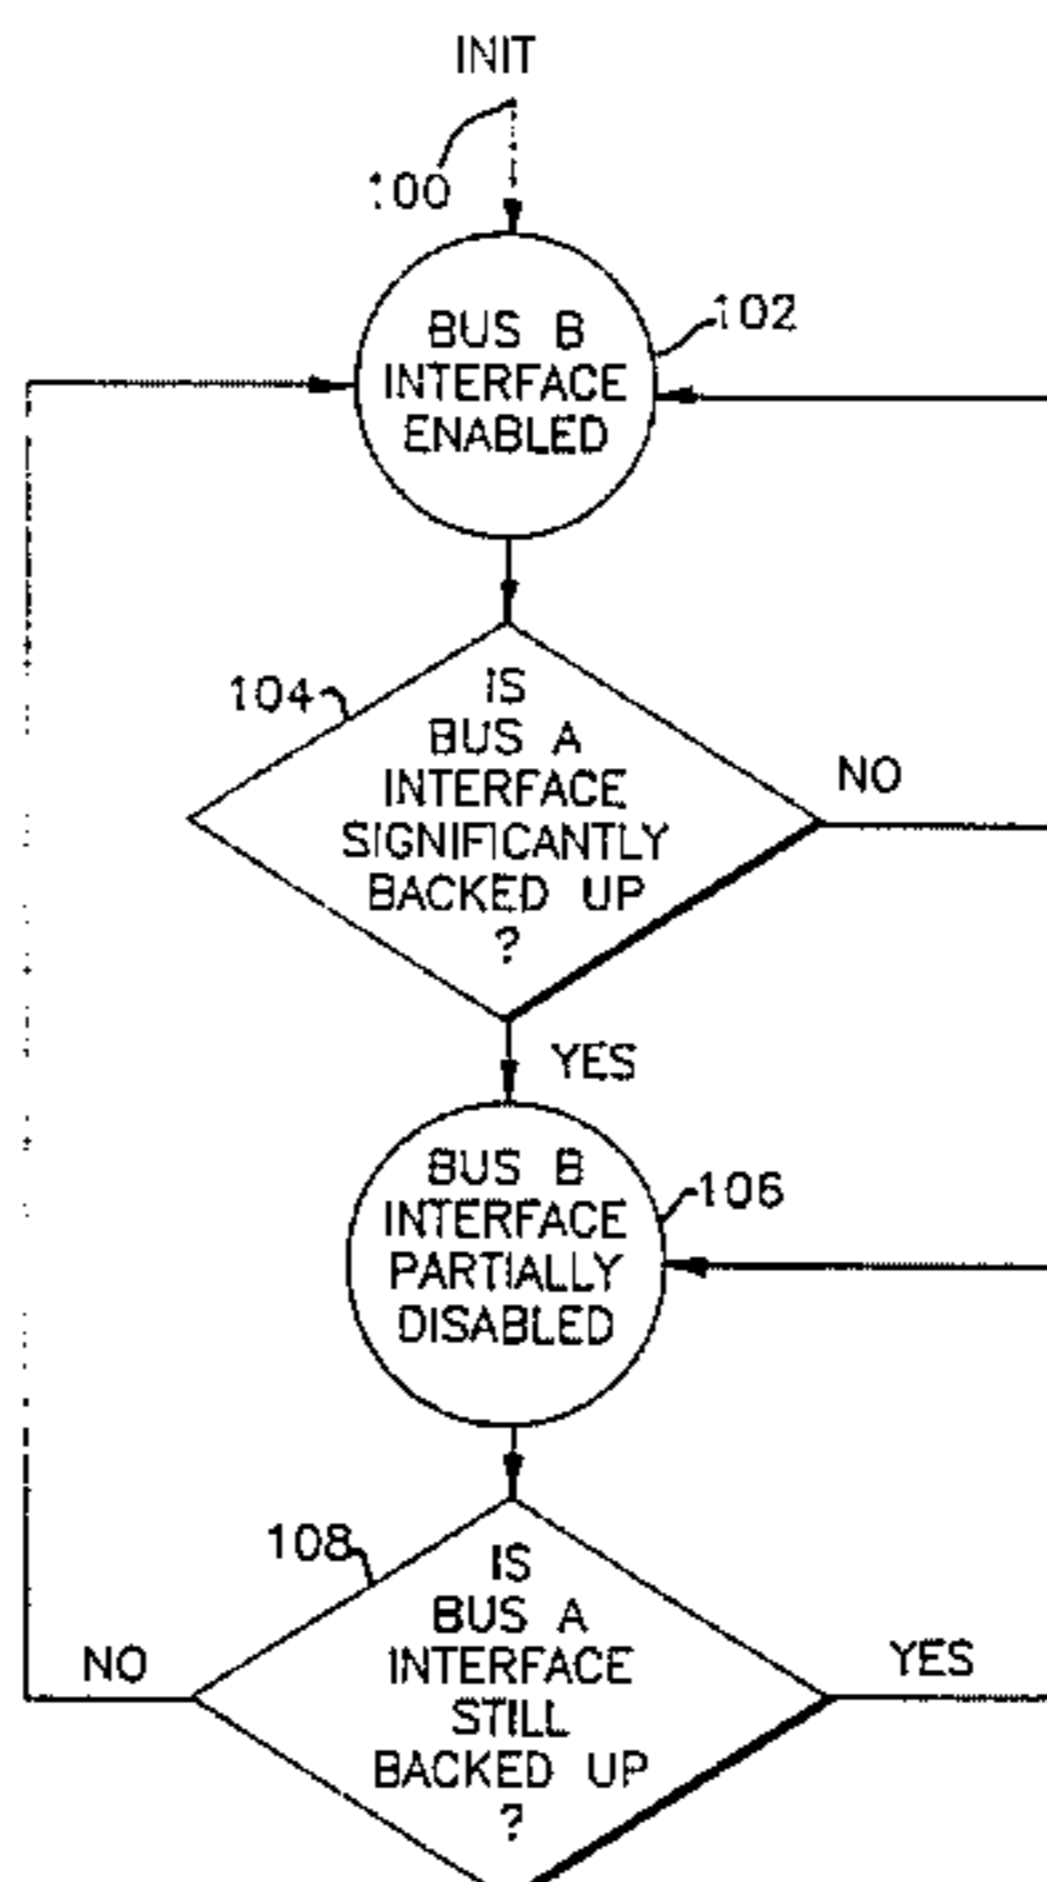 INIT
100
BUS B
INTERFACE
ENABLED
102
104
IS
BUS A
INTERFACE
SIGNIFICANTLY
BACKED UP
?
NO
YES
BUS B
INTERFACE
PARTIALLY
DISABLED
106
108
IS
BUS A
INTERFACE
STILL
BACKED UP
?
NO
YES